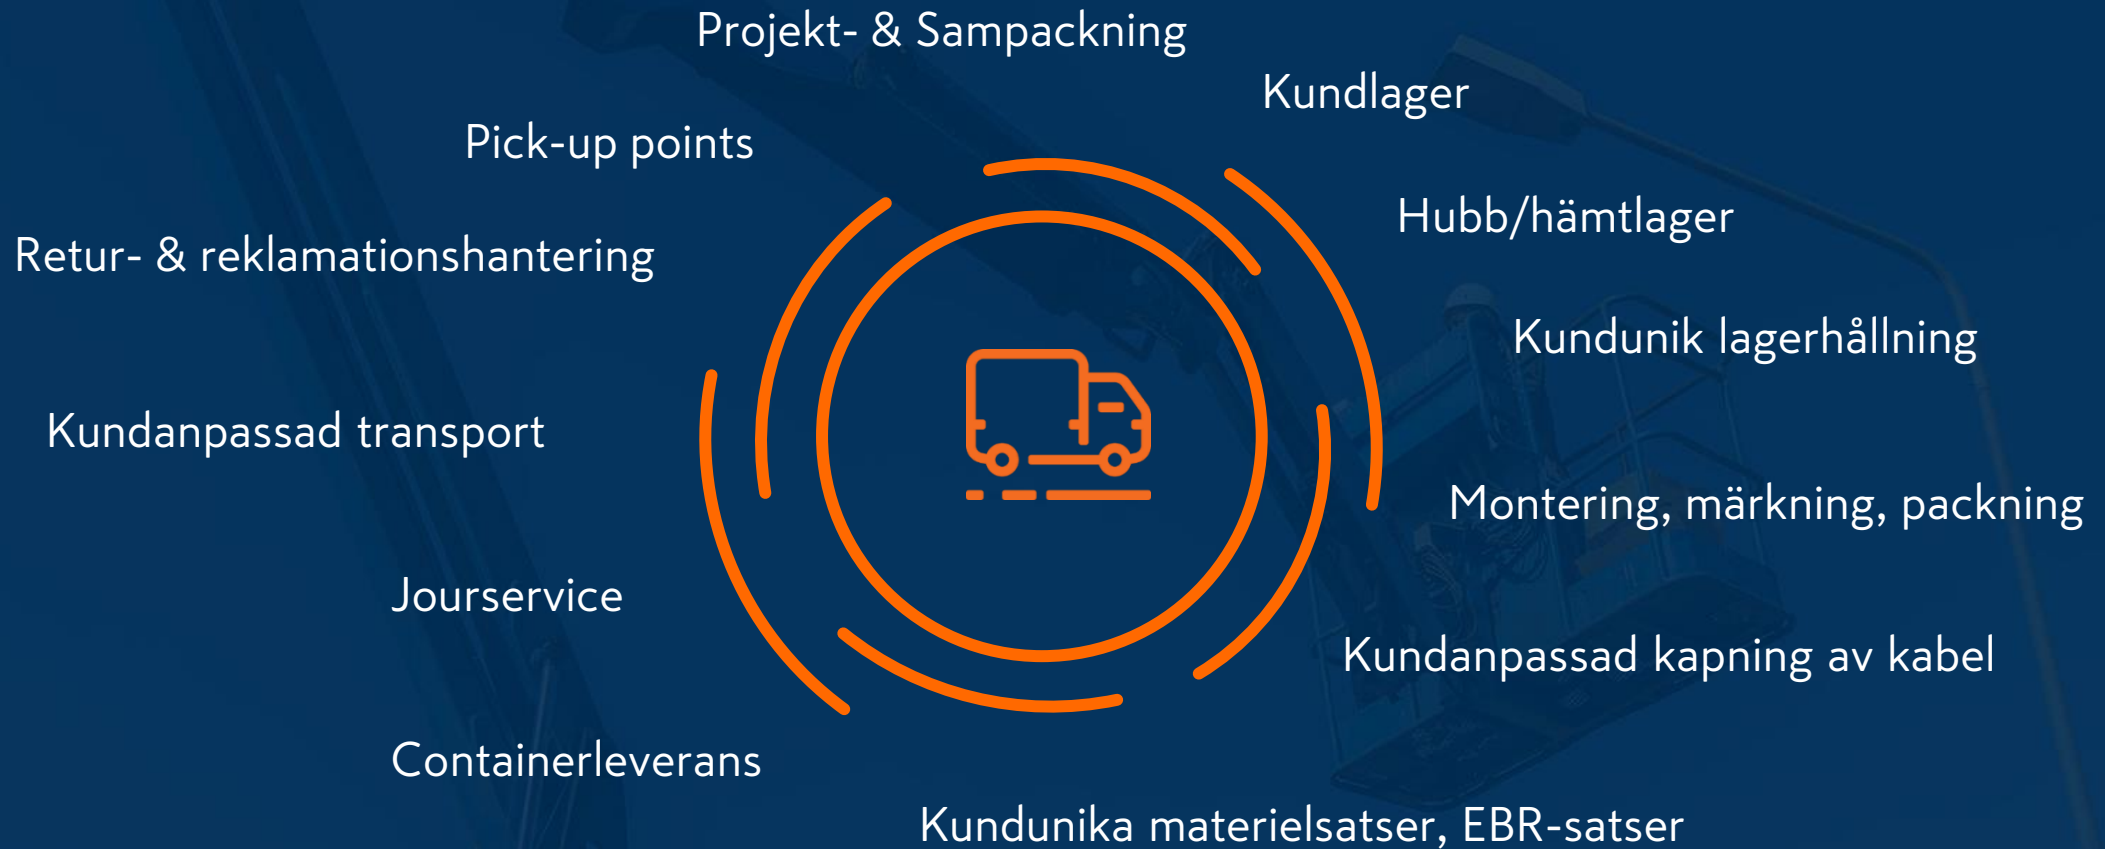 Projekt- & Sampackning
Kundlager
Pick-up points
Hubb/hämtlager
Retur- & reklamationshantering
Kundunik lagerhållning
Kundanpassad transport
Montering, märkning, packning
Jourservice
Kundanpassad kapning av kabel
Containerleverans
Kundunika materielsatser, EBR-satser